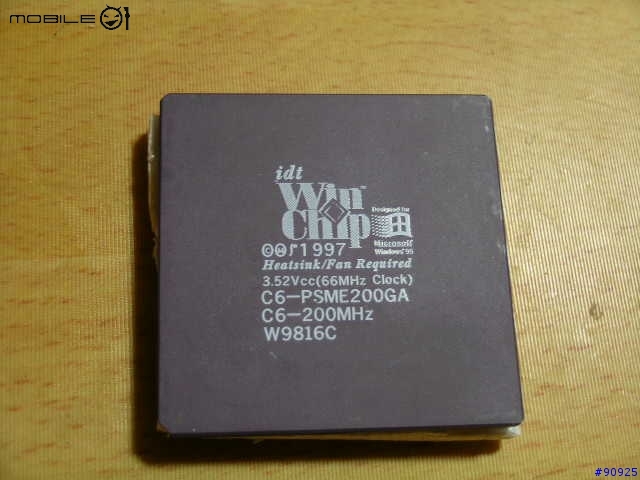 MOBILE01
idt
Win™
Chip
Designed for
Microsoft
Windows 95
©Ⓜ 1997
Heatsink/Fan Required
3.52Vcc(66MHz Clock)
C6-PSME200GA
C6-200MHz
W9816C
#90925